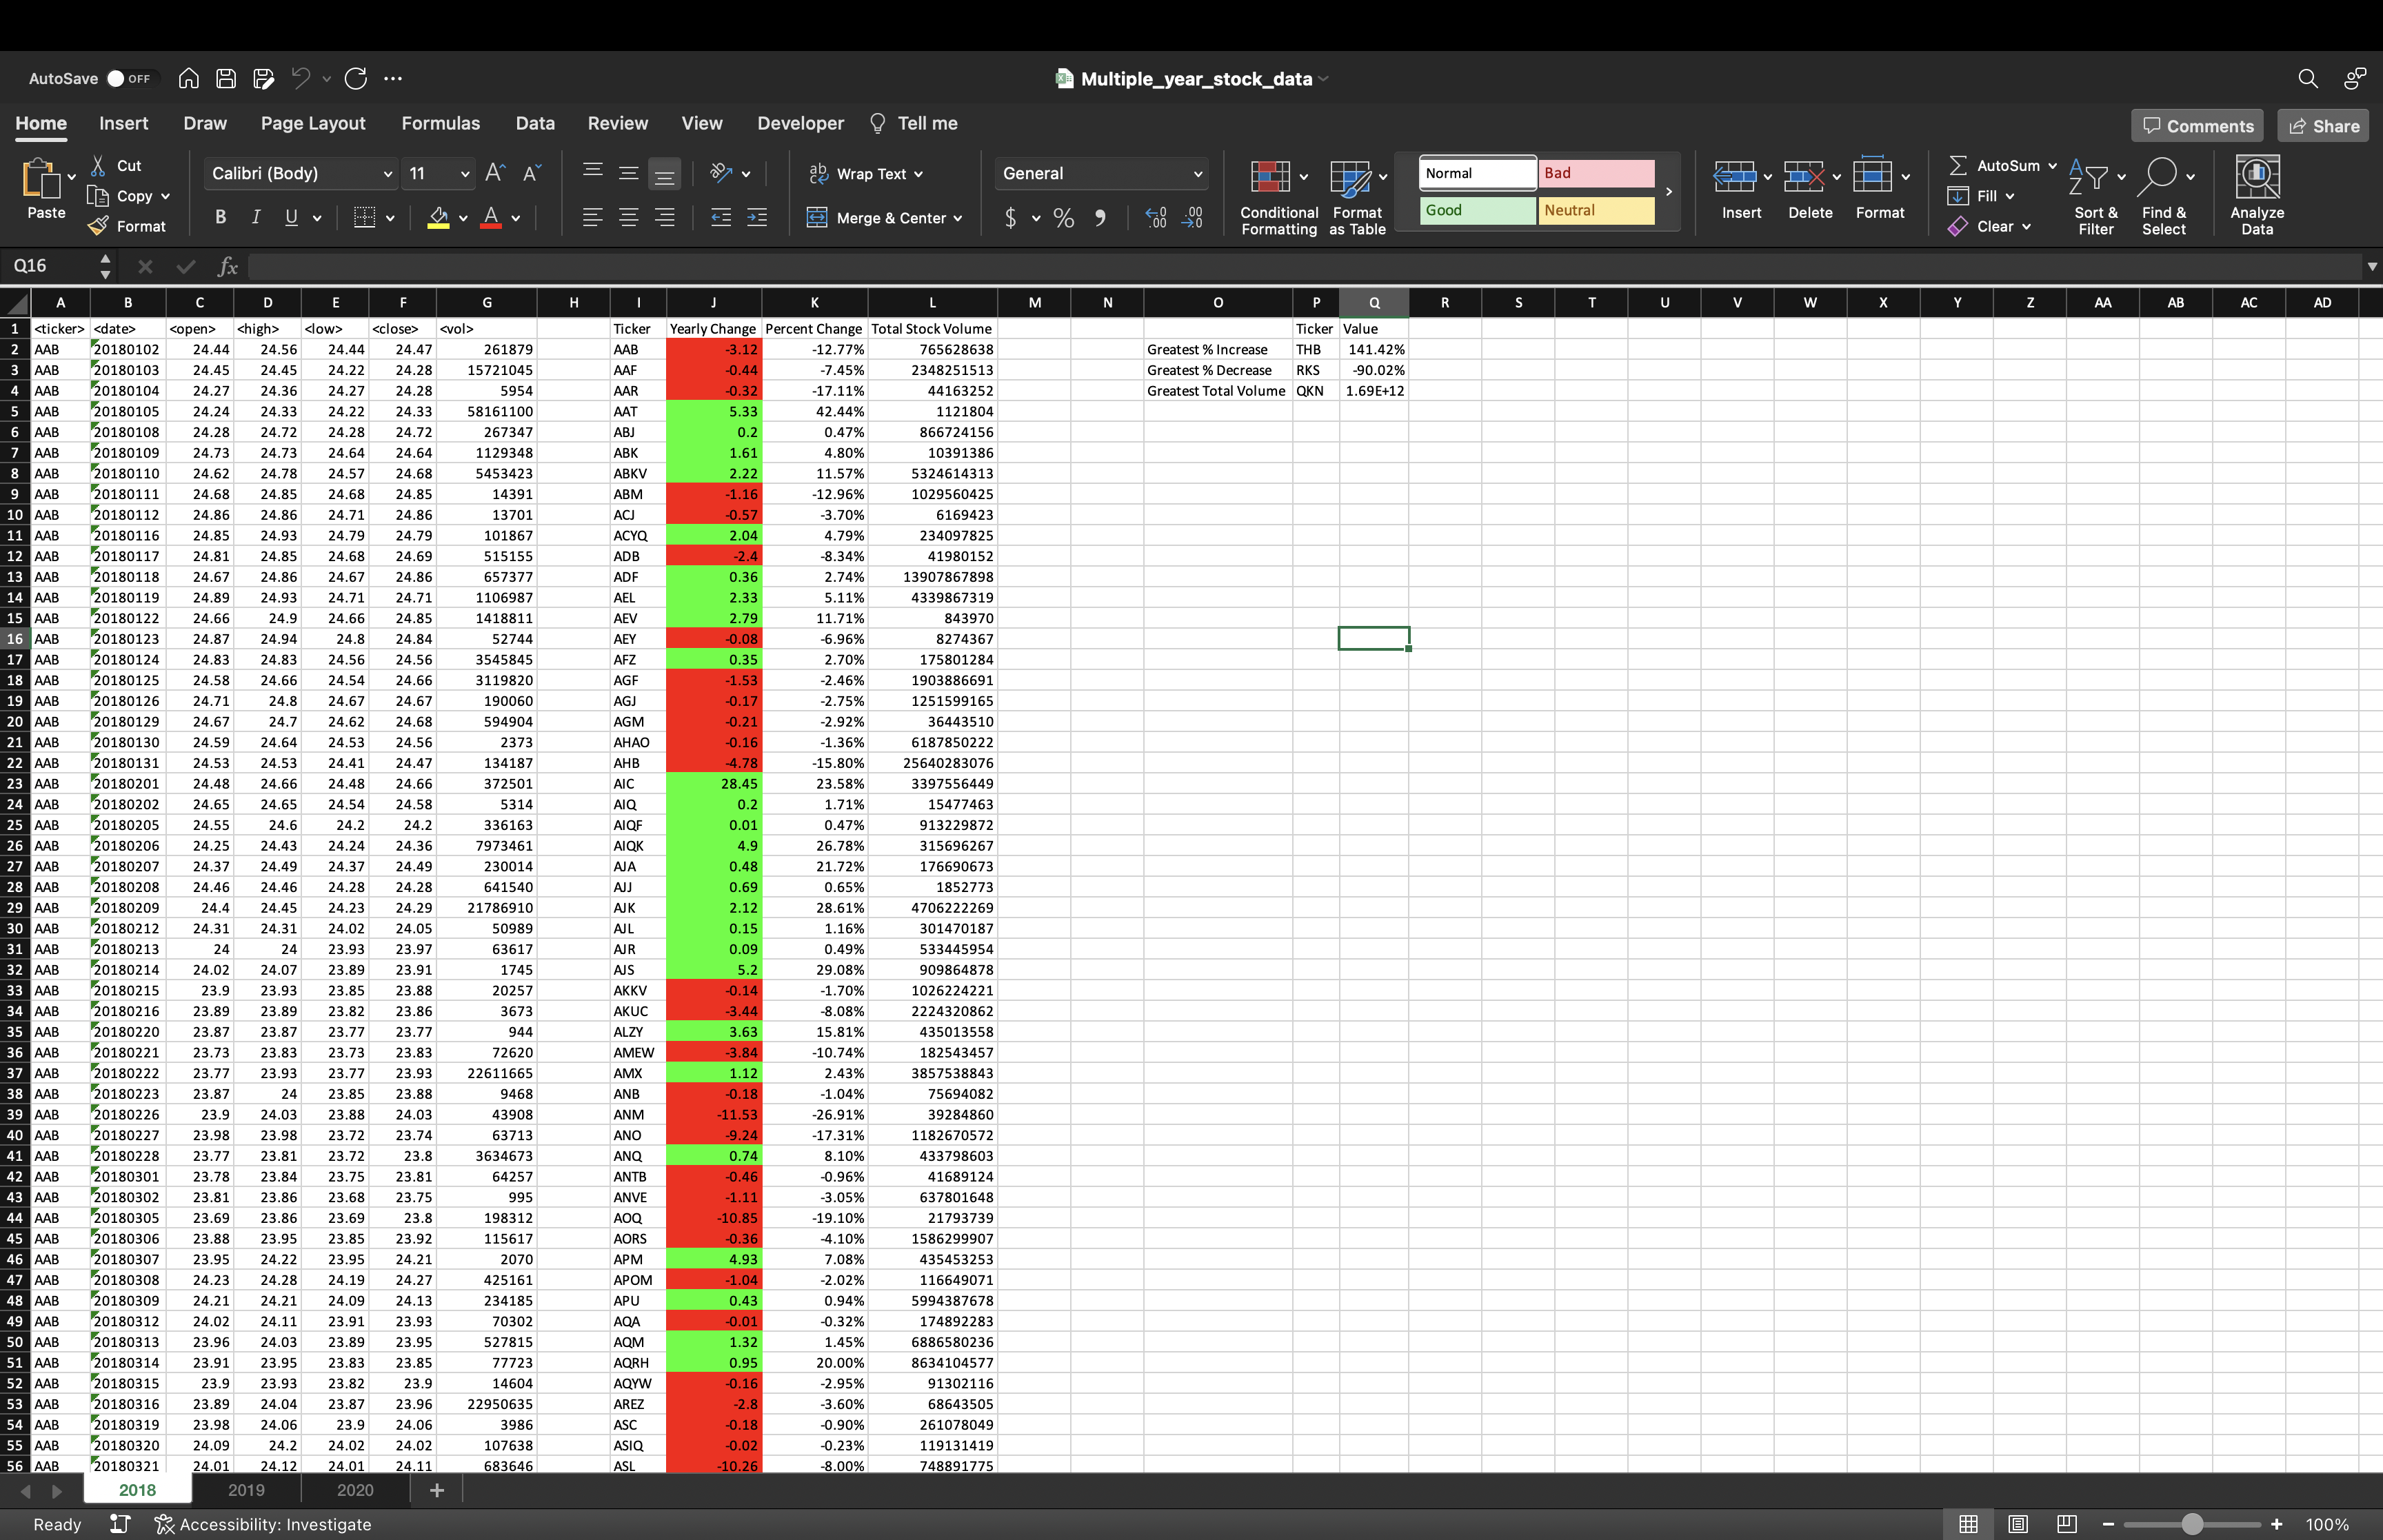 AutoSave OFF Multiple_year_stock_data
Home Insert Draw Page Layout Formulas Data Review View Developer Tell me Comments Share
Paste Cut Copy Format Calibri (Body) 11 Wrap Text General Conditional Formatting Format as Table Normal Bad Insert Delete Format AutoSum Fill Clear Sort & Filter Find & Select Analyze Data
B I U Merge & Center $ % Good Neutral
Q16 fx
A B C D E F G H I J K L M N O P Q R S T U V W X Y Z AA AB AC AD
1 <ticker> <date> <open> <high> <low> <close> <vol> Ticker Yearly Change Percent Change Total Stock Volume Ticker Value
2 AAB 20180102 24.44 24.56 24.44 24.47 261879 AAB -3.12 -12.77% 765628638 Greatest % Increase THB 141.42%
3 AAB 20180103 24.45 24.45 24.22 24.28 15721045 AAF -0.44 -7.45% 2348251513 Greatest % Decrease RKS -90.02%
4 AAB 20180104 24.27 24.36 24.27 24.28 5954 AAR -0.32 -17.11% 44163252 Greatest Total Volume QKN 1.69E+12
5 AAB 20180105 24.24 24.33 24.22 24.33 58161100 AAT 5.33 42.44% 1121804
6 AAB 20180108 24.28 24.72 24.28 24.72 267347 ABJ 0.2 0.47% 866724156
7 AAB 20180109 24.73 24.73 24.64 24.64 1129348 ABK 1.61 4.80% 10391386
8 AAB 20180110 24.62 24.78 24.57 24.68 5453423 ABKV 2.22 11.57% 5324614313
9 AAB 20180111 24.68 24.85 24.68 24.85 14391 ABM -1.16 -12.96% 1029560425
10 AAB 20180112 24.86 24.86 24.71 24.86 13701 ACJ -0.57 -3.70% 6169423
11 AAB 20180116 24.85 24.93 24.79 24.79 101867 ACYQ 2.04 4.79% 234097825
12 AAB 20180117 24.81 24.85 24.68 24.69 515155 ADB -2.4 -8.34% 41980152
13 AAB 20180118 24.67 24.86 24.67 24.86 657377 ADF 0.36 2.74% 13907867898
14 AAB 20180119 24.89 24.93 24.71 24.71 1106987 AEL 2.33 5.11% 4339867319
15 AAB 20180122 24.66 24.9 24.66 24.85 1418811 AEV 2.79 11.71% 843970
16 AAB 20180123 24.87 24.94 24.8 24.84 52744 AEY -0.08 -6.96% 8274367
17 AAB 20180124 24.83 24.83 24.56 24.56 3545845 AFZ 0.35 2.70% 175801284
18 AAB 20180125 24.58 24.66 24.54 24.66 3119820 AGF -1.53 -2.46% 1903886691
19 AAB 20180126 24.71 24.8 24.67 24.67 190060 AGJ -0.17 -2.75% 1251599165
20 AAB 20180129 24.67 24.7 24.62 24.68 594904 AGM -0.21 -2.92% 36443510
21 AAB 20180130 24.59 24.64 24.53 24.56 2373 AHAO -0.16 -1.36% 6187850222
22 AAB 20180131 24.53 24.53 24.41 24.47 134187 AHB -4.78 -15.80% 25640283076
23 AAB 20180201 24.48 24.66 24.48 24.66 372501 AIC 28.45 23.58% 3397556449
24 AAB 20180202 24.65 24.65 24.54 24.58 5314 AIQ 0.2 1.71% 15477463
25 AAB 20180205 24.55 24.6 24.2 24.2 336163 AIQF 0.01 0.47% 913229872
26 AAB 20180206 24.25 24.43 24.24 24.36 7973461 AIQK 4.9 26.78% 315696267
27 AAB 20180207 24.37 24.49 24.37 24.49 230014 AJA 0.48 21.72% 176690673
28 AAB 20180208 24.46 24.46 24.28 24.28 641540 AJJ 0.69 0.65% 1852773
29 AAB 20180209 24.4 24.45 24.23 24.29 21786910 AJK 2.12 28.61% 4706222269
30 AAB 20180212 24.31 24.31 24.02 24.05 50989 AJL 0.15 1.16% 301470187
31 AAB 20180213 24 24 23.93 23.97 63617 AJR 0.09 0.49% 533445954
32 AAB 20180214 24.02 24.07 23.89 23.91 1745 AJS 5.2 29.08% 909864878
33 AAB 20180215 23.9 23.93 23.85 23.88 20257 AKKV -0.14 -1.70% 1026224221
34 AAB 20180216 23.89 23.89 23.82 23.86 3673 AKUC -3.44 -8.08% 2224320862
35 AAB 20180220 23.87 23.87 23.77 23.77 944 ALZY 3.63 15.81% 435013558
36 AAB 20180221 23.73 23.83 23.73 23.83 72620 AMEW -3.84 -10.74% 182543457
37 AAB 20180222 23.77 23.93 23.77 23.93 22611665 AMX 1.12 2.43% 3857538843
38 AAB 20180223 23.87 24 23.85 23.88 9468 ANB -0.18 -1.04% 75694082
39 AAB 20180226 23.9 24.03 23.88 24.03 43908 ANM -11.53 -26.91% 39284860
40 AAB 20180227 23.98 23.98 23.72 23.74 63713 ANO -9.24 -17.31% 1182670572
41 AAB 20180228 23.77 23.81 23.72 23.8 3634673 ANQ 0.74 8.10% 433798603
42 AAB 20180301 23.78 23.84 23.75 23.81 64257 ANTB -0.46 -0.96% 41689124
43 AAB 20180302 23.81 23.86 23.68 23.75 995 ANVE -1.11 -3.05% 637801648
44 AAB 20180305 23.69 23.86 23.69 23.8 198312 AOQ -10.85 -19.10% 21793739
45 AAB 20180306 23.88 23.95 23.85 23.92 115617 AORS -0.36 -4.10% 1586299907
46 AAB 20180307 23.95 24.22 23.95 24.21 2070 APM 4.93 7.08% 435453253
47 AAB 20180308 24.23 24.28 24.19 24.27 425161 APOM -1.04 -2.02% 116649071
48 AAB 20180309 24.21 24.21 24.09 24.13 234185 APU 0.43 0.94% 5994387678
49 AAB 20180312 24.02 24.11 23.91 23.93 70302 AQA -0.01 -0.32% 174892283
50 AAB 20180313 23.96 24.03 23.89 23.95 527815 AQM 1.32 1.45% 6886580236
51 AAB 20180314 23.91 23.95 23.83 23.85 77723 AQRH 0.95 20.00% 8634104577
52 AAB 20180315 23.9 23.93 23.82 23.9 14604 AQYW -0.16 -2.95% 91302116
53 AAB 20180316 23.89 24.04 23.87 23.96 22950635 AREZ -2.8 -3.60% 68643505
54 AAB 20180319 23.98 24.06 23.9 24.06 3986 ASC -0.18 -0.90% 261078049
55 AAB 20180320 24.09 24.2 24.02 24.02 107638 ASIQ -0.02 -0.23% 119131419
56 AAB 20180321 24.01 24.12 24.01 24.11 683646 ASL -10.26 -8.00% 748891775
2018 2019 2020 +
Ready Accessibility: Investigate 100%